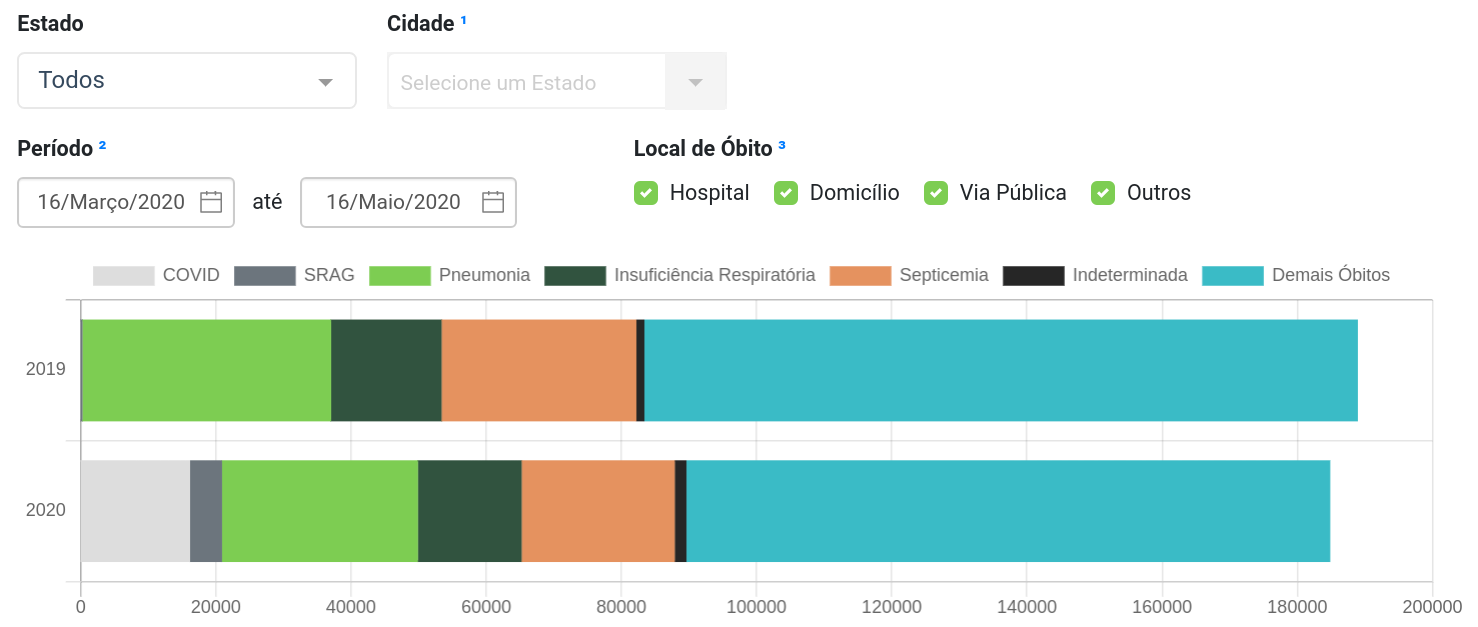 Estado
Cidade ¹
Todos
Selecione um Estado
Período ²
Local de Óbito ³
16/Março/2020 até 16/Maio/2020
Hospital Domicílio Via Pública Outros
COVID SRAG Pneumonia Insuficiência Respiratória Septicemia Indeterminada Demais Óbitos
2019
2020
0 20000 40000 60000 80000 100000 120000 140000 160000 180000 200000